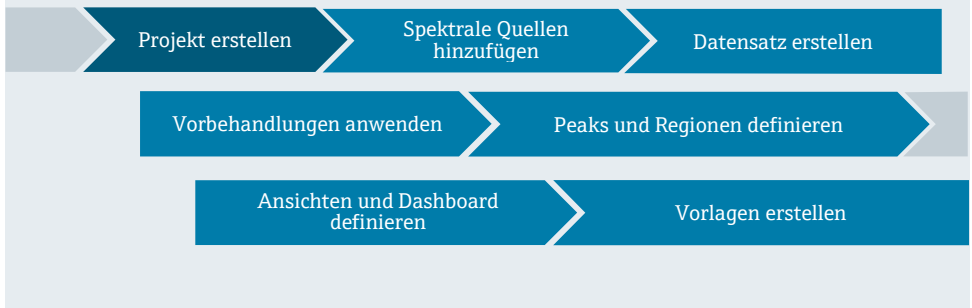 Projekt erstellen
Spektrale Quellen
hinzufügen
Datensatz erstellen
Vorbehandlungen anwenden
Peaks und Regionen definieren
Ansichten und Dashboard
definieren
Vorlagen erstellen